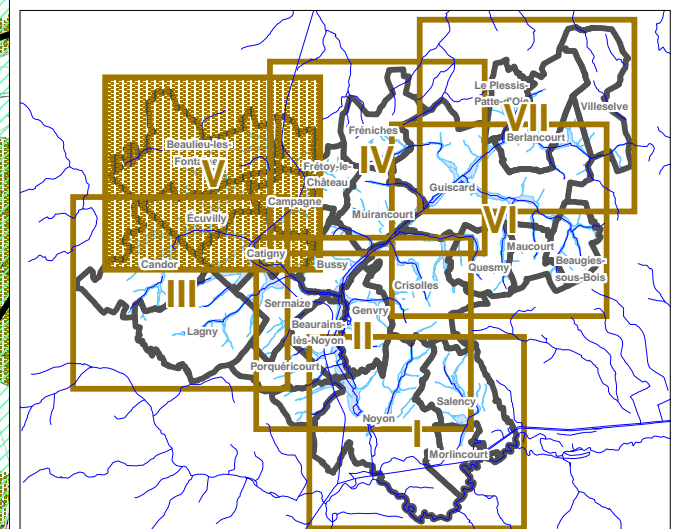 Le Plessis-
Patte-d'Oie
Villeselve
VII
Berlancourt
Fréniches
Beaulieu-les-
Font
IV
Frétoy-le-
Château
V
Guiscard
Campagne
Muirancourt
Écuvilly
VI
Maucourt
Catigny
Candor
Bussy
Quesmy
Beaugies-
sous-Bois
Crisolles
III
Sermaize
Genvry
Lagny
Beaurains-
lès-Noyon
II
Porquéricourt
Salency
Noyon
I
Morlincourt